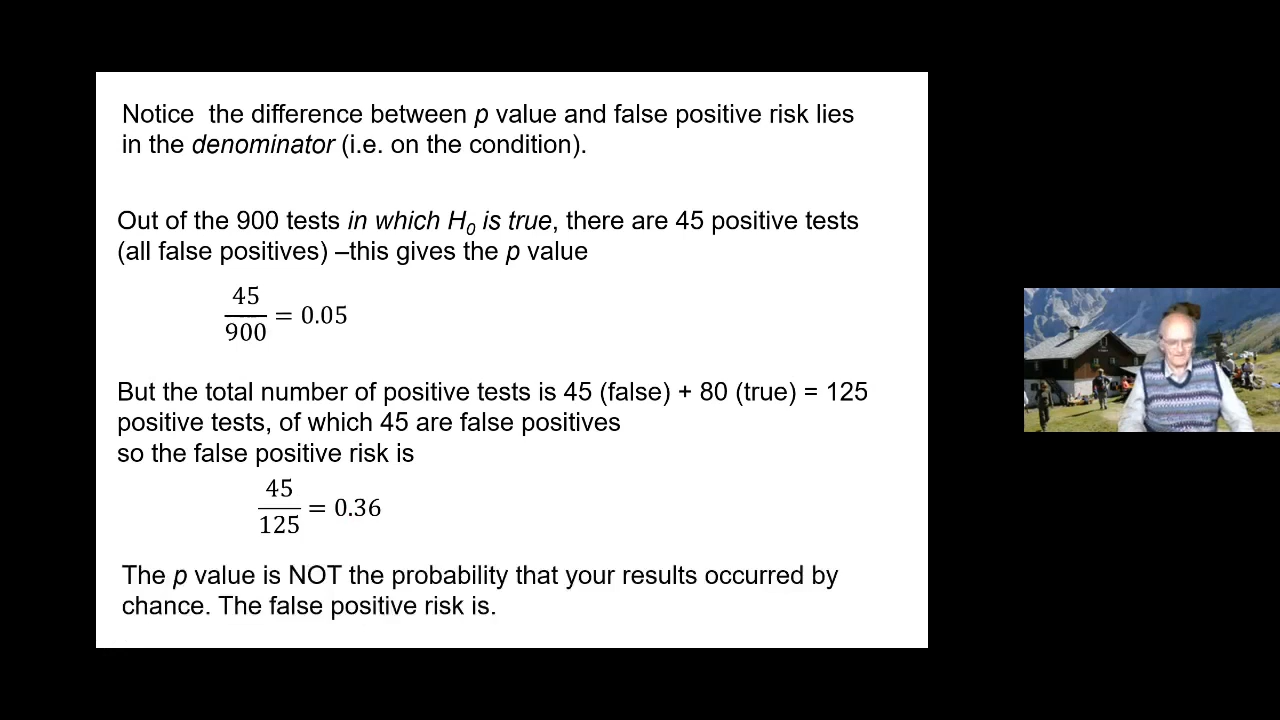 Notice  the difference between p value and false positive risk lies
in the denominator (i.e. on the condition).
Out of the 900 tests in which H₀ is true, there are 45 positive tests
(all false positives) –this gives the p value
45/900 = 0.05
But the total number of positive tests is 45 (false) + 80 (true) = 125
positive tests, of which 45 are false positives
so the false positive risk is
45/125 = 0.36
The p value is NOT the probability that your results occurred by
chance. The false positive risk is.